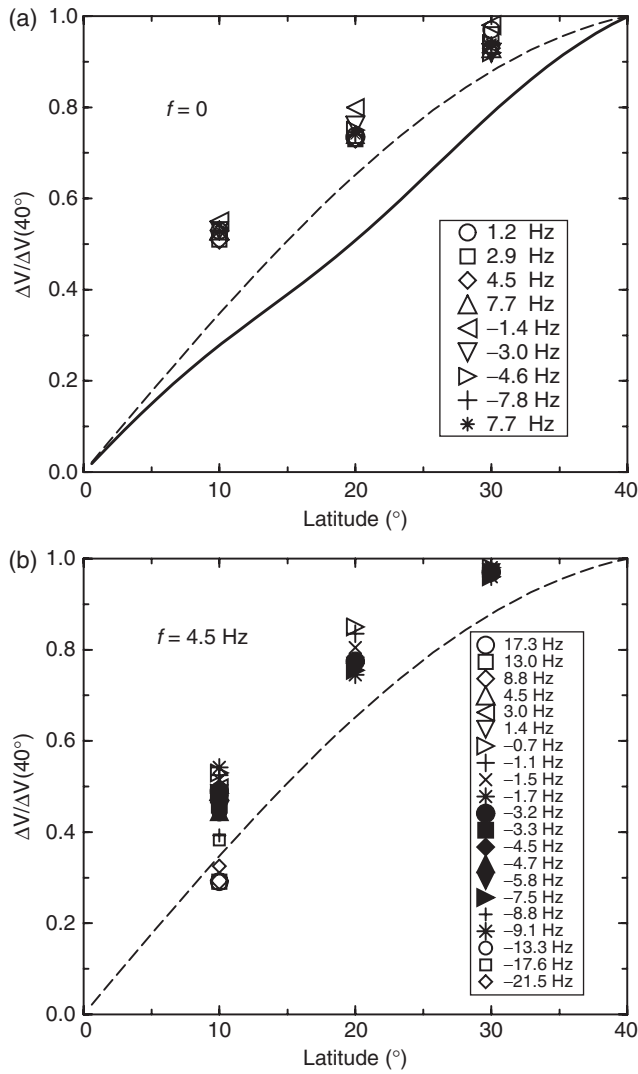 (a)
1.0
0.8
0.6
0.4
0.2
0.0
ΔV/ΔV(40°)
f = 0
1.2 Hz
2.9 Hz
4.5 Hz
7.7 Hz
−1.4 Hz
−3.0 Hz
−4.6 Hz
−7.8 Hz
7.7 Hz
0 10 20 30 40
Latitude (°)
(b)
1.0
0.8
0.6
0.4
0.2
0.0
ΔV/ΔV(40°)
f = 4.5 Hz
17.3 Hz
13.0 Hz
8.8 Hz
4.5 Hz
3.0 Hz
1.4 Hz
−0.7 Hz
−1.1 Hz
−1.5 Hz
−1.7 Hz
−3.2 Hz
−3.3 Hz
−4.5 Hz
−4.7 Hz
−5.8 Hz
−7.5 Hz
−8.8 Hz
−9.1 Hz
−13.3 Hz
−17.6 Hz
−21.5 Hz
0 10 20 30 40
Latitude (°)